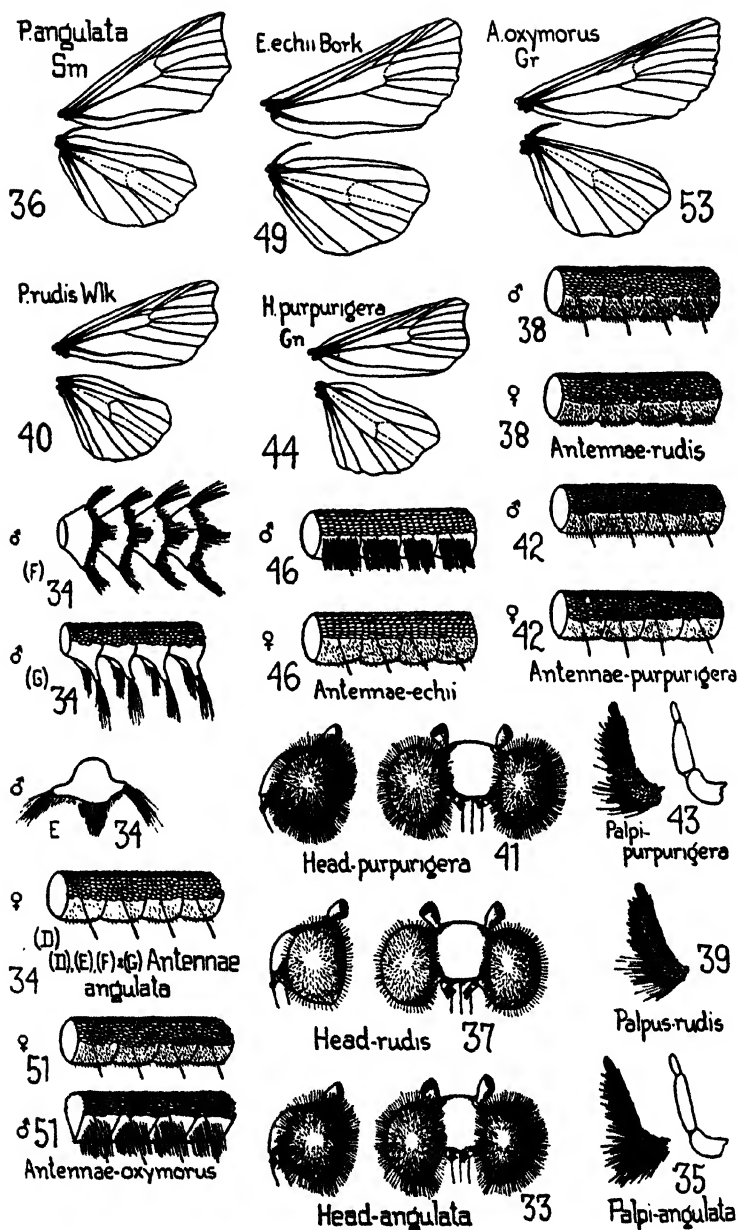 P.angulata
Sm
36
E.echii Bork
49
A.oxymorus
Gr
53
P.rudis Wlk
40
H.purpurigera
Gn
44
♂
38
♀
38
Antennae-rudis
♂
(F) 34
♂
46
♀
46
Antennae-echii
♂
42
♀
42
Antennae-purpurigera
♂
(G) 34
♂
E 34
Head-purpurigera 41
43
Palpi-
purpurigera
♀
(D)
34
(D),(E),(F)&(G) Antennae
angulata
Head-rudis 37
39
Palpus-rudis
♀
51
♂51
Antennae-oxymorus
33
Head-angulata
35
Palpi-angulata